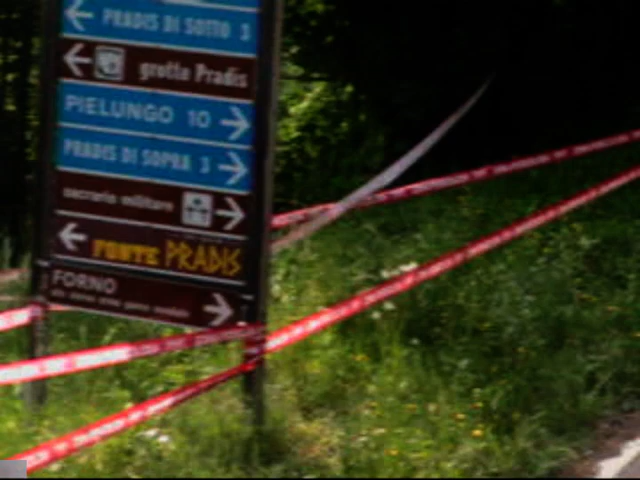 PRADIS DI SOTTO 3
grotte Pradis
PIELUNGO 10
PRADIS DI SOPRA 3
sacrario militare
FONTE PRADIS
FORNO